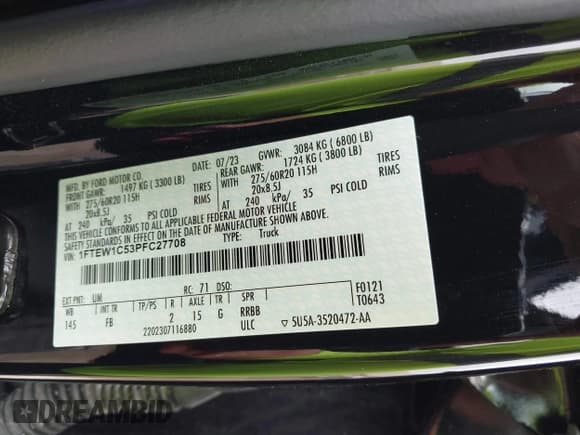 MFD. BY FORD MOTOR CO.
DATE: 07/23 GVWR: 3084 KG ( 6800 LB)
FRONT GAWR: 1497 KG ( 3300 LB)
WITH 275/60R20 115H TIRES
20x8.5J RIMS
AT 240 kPa/ 35 PSI COLD
REAR GAWR: 1724 KG ( 3800 LB)
WITH 275/60R20 115H TIRES
20x8.5J RIMS
AT 240 kPa/ 35 PSI COLD
THIS VEHICLE CONFORMS TO ALL APPLICABLE FEDERAL MOTOR VEHICLE
SAFETY STANDARDS IN EFFECT ON THE DATE OF MANUFACTURE SHOWN ABOVE.
VIN: 1FTEW1C53PFC27708 TYPE: Truck
EXT PNT: UM RC: 71 DSO: F0121
WB INT TR TP/PS R AXLE TR SPR T0643
145 FB 2 15 G RRBB
2202307116880 ULC ▽ 5U5A-3520472-AA
DREAMBID